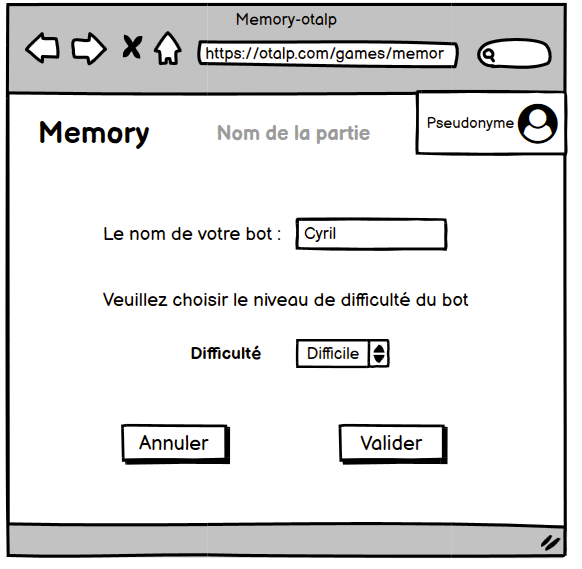 Memory-otalp
https://otalp.com/games/memor
Pseudonyme
Memory
Nom de la partie
Le nom de votre bot : Cyril
Veuillez choisir le niveau de difficulté du bot
Difficulté Difficile
Annuler Valider